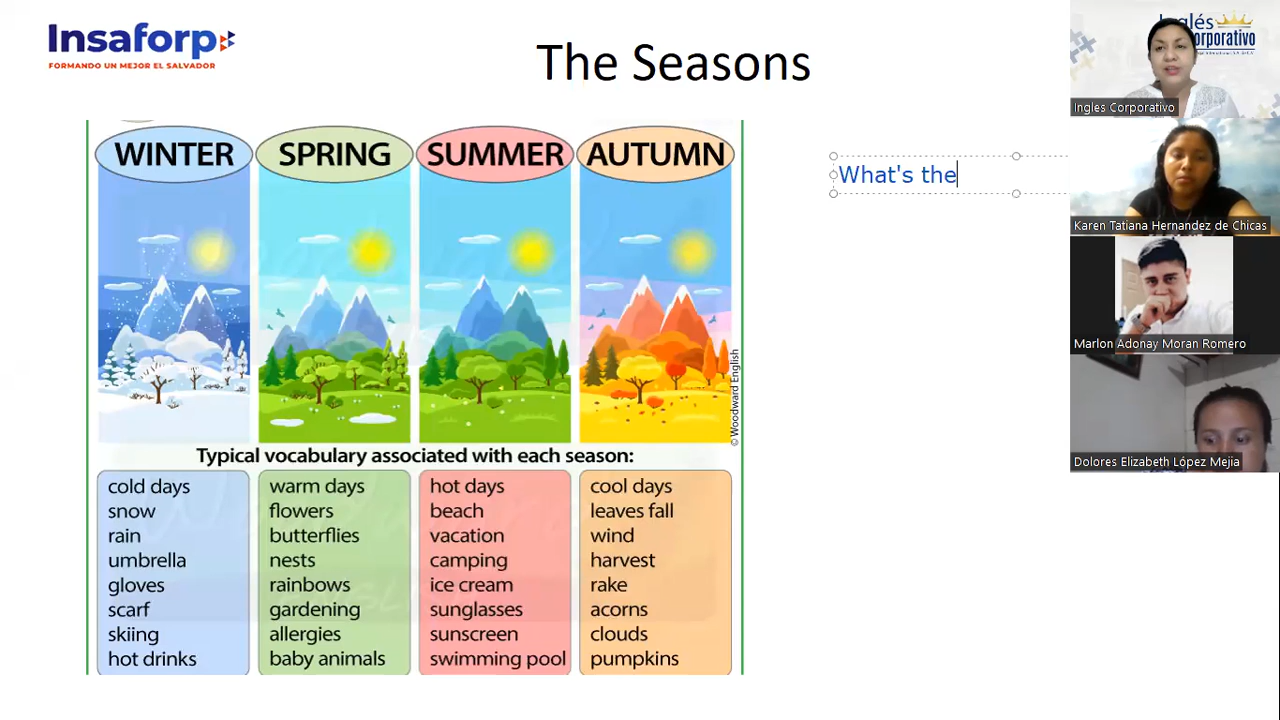 Insaforp
FORMANDO UN MEJOR EL SALVADOR
The Seasons
WINTER
SPRING
SUMMER
AUTUMN
What's the
© Woodward English
Typical vocabulary associated with each season:
cold days
snow
rain
umbrella
gloves
scarf
skiing
hot drinks
warm days
flowers
butterflies
nests
rainbows
gardening
allergies
baby animals
hot days
beach
vacation
camping
ice cream
sunglasses
sunscreen
swimming pool
cool days
leaves fall
wind
harvest
rake
acorns
clouds
pumpkins
Ingles Corporativo
Karen Tatiana Hernandez de Chicas
Marlon Adonay Moran Romero
Dolores Elizabeth López Mejia